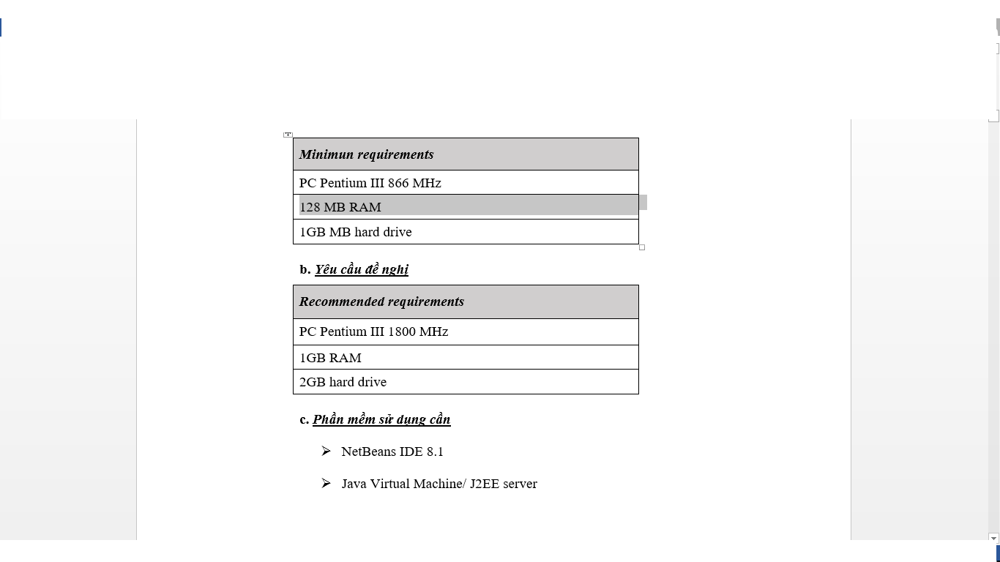 Minimun requirements
PC Pentium III 866 MHz
128 MB RAM
1GB MB hard drive
b. Yêu cầu đề nghị
Recommended requirements
PC Pentium III 1800 MHz
1GB RAM
2GB hard drive
c. Phần mềm sử dụng cần
➢ NetBeans IDE 8.1
➢ Java Virtual Machine/ J2EE server